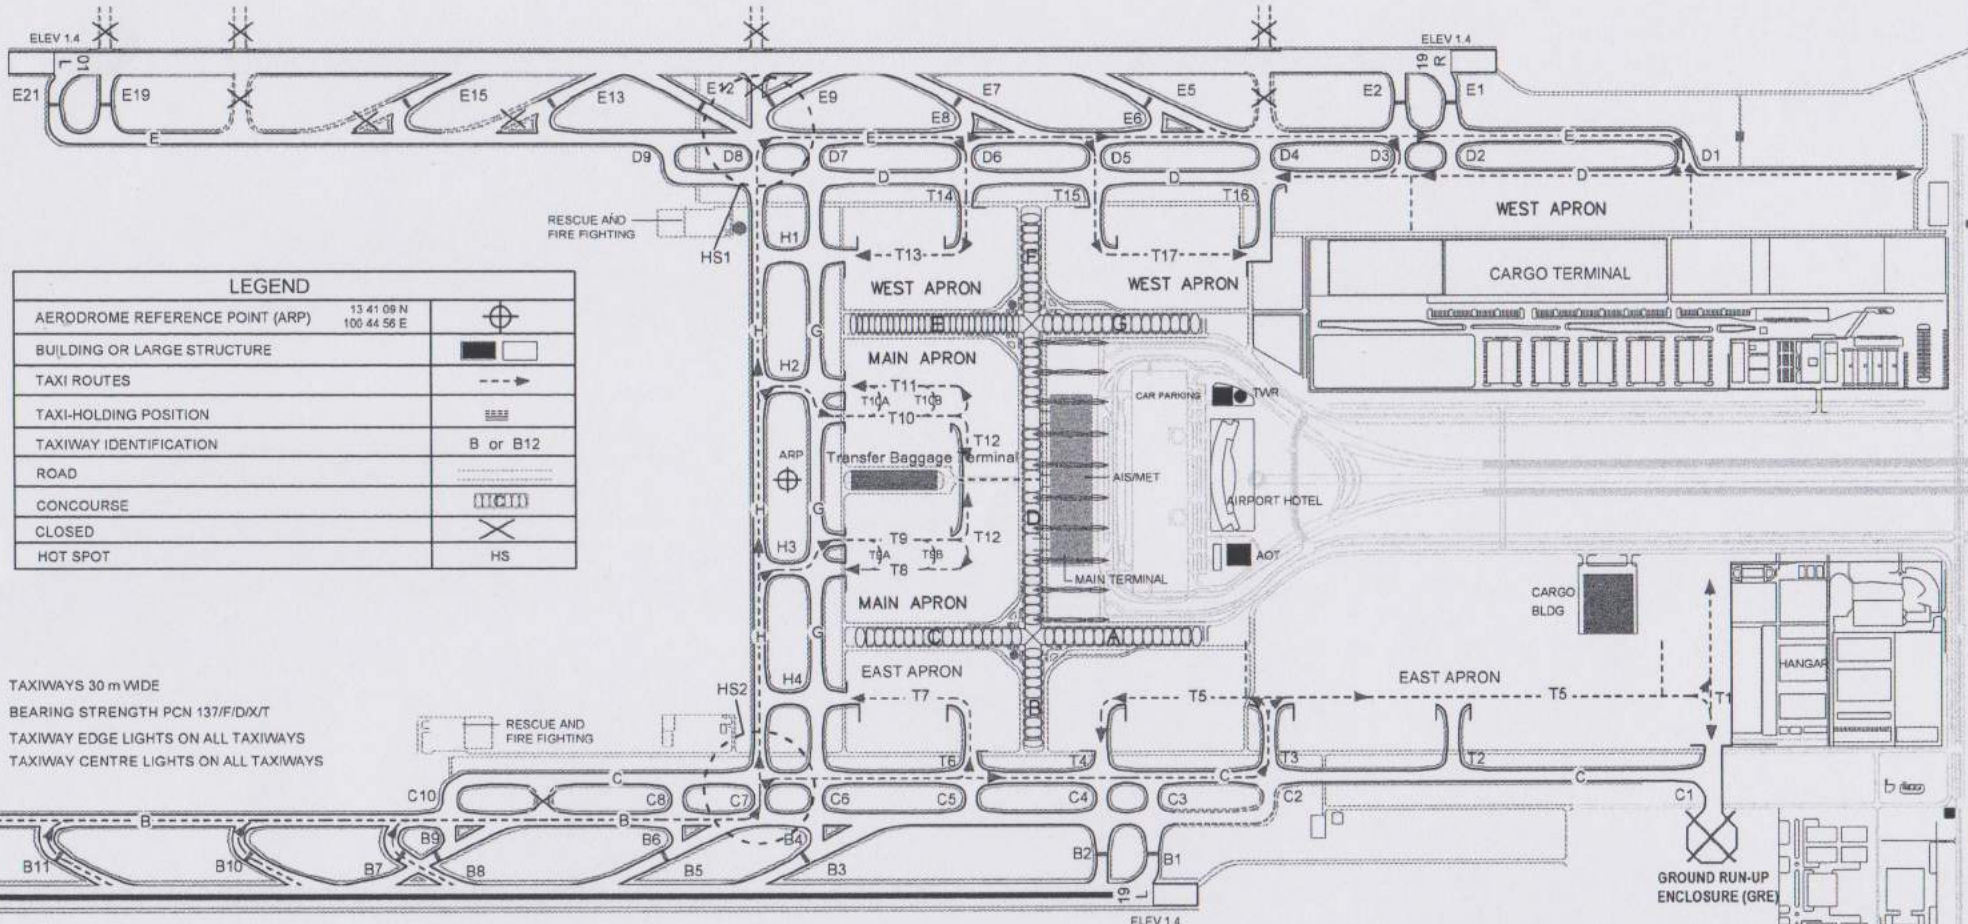 ELEV 1.4
01
L
ELEV 1.4
19
R
E21
E19
E15
E13
E12
E9
E8
E7
E6
E5
E2
E1
E
E
E
D9
D8
D7
D6
D5
D4
D3
D2
D1
D
D
D
T14
T15
T16
RESCUE AND
FIRE FIGHTING
HS1
H1
T13
T17
F
WEST APRON
WEST APRON
WEST APRON
CARGO TERMINAL
LEGEND
AERODROME REFERENCE POINT (ARP)
13 41 09 N
100 44 56 E
BUILDING OR LARGE STRUCTURE
TAXI ROUTES
TAXI-HOLDING POSITION
TAXIWAY IDENTIFICATION
B or B12
ROAD
CONCOURSE
C
CLOSED
HOT SPOT
HS
H
G
E
G
MAIN APRON
H2
T11
T10A
T10B
T10
T12
CAR PARKING
TWR
ARP
Transfer Baggage Terminal
AIS/MET
AIRPORT HOTEL
H
G
D
H3
T9
T12
T9A
T9B
T8
AOT
MAIN TERMINAL
MAIN APRON
CARGO
BLDG
H
G
C
A
HANGAR
EAST APRON
EAST APRON
H4
HS2
T7
B
T5
T5
T1
TAXIWAYS 30 m WIDE
BEARING STRENGTH PCN 137/F/D/X/T
TAXIWAY EDGE LIGHTS ON ALL TAXIWAYS
TAXIWAY CENTRE LIGHTS ON ALL TAXIWAYS
RESCUE AND
FIRE FIGHTING
T6
T4
T3
T2
C
C
C
C10
C8
C7
C6
C5
C4
C3
C2
C1
B
B
B11
B10
B7
B9
B8
B6
B5
B4
B3
B2
B1
19
L
ELEV 1.4
GROUND RUN-UP
ENCLOSURE (GRE)